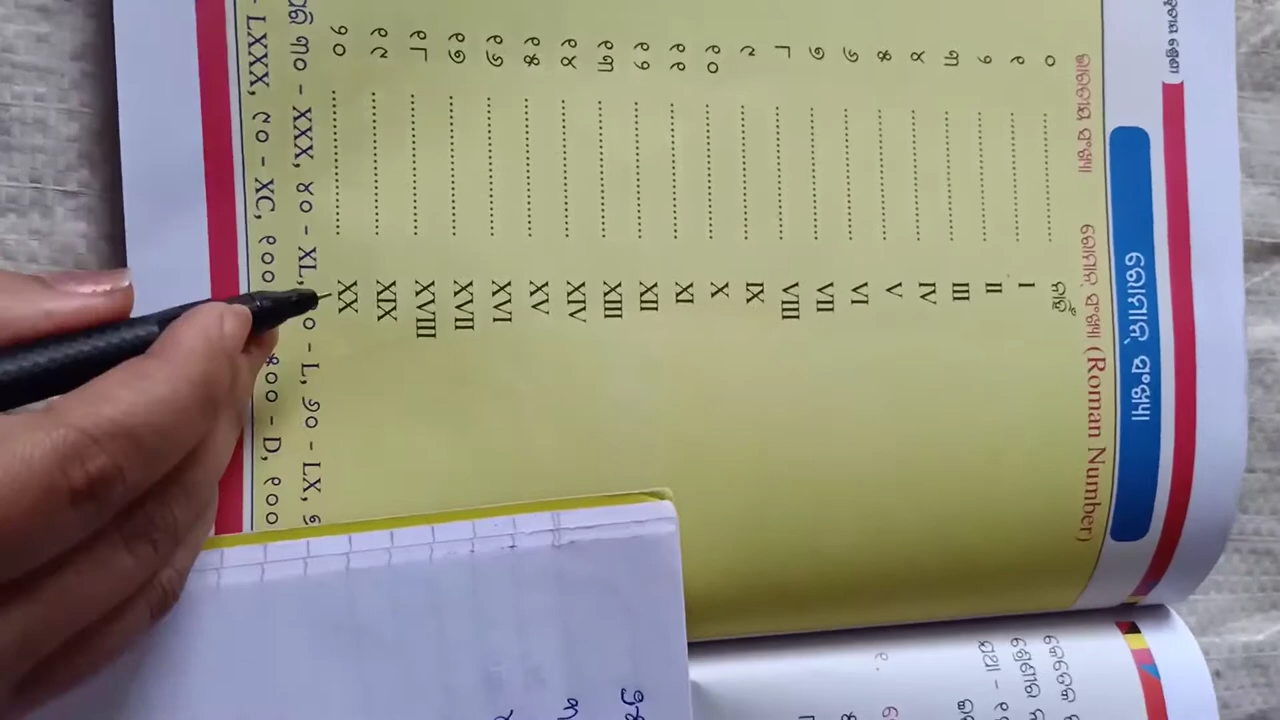 ରୋମାନ୍ ସଂଖ୍ୟା
ଭାରତୀୟ ସଂଖ୍ୟା ରୋମାନ୍ ସଂଖ୍ୟା (Roman Number)
୦ ନାହିଁ
୧ I
୨ II
୩ III
୪ IV
୫ V
୬ VI
୭ VII
୮ VIII
୯ IX
୧୦ X
୧୧ XI
୧୨ XII
୧୩ XIII
୧୪ XIV
୧୫ XV
୧୬ XVI
୧୭ XVII
୧୮ XVIII
୧୯ XIX
୨୦ XX
୩୦ - XXX, ୪୦ - XL, ୦ - L, ୬୦ - LX,
- LXXX, ୯୦ - XC, ୧୦୦ ୫୦୦ - D, ୧୦୦